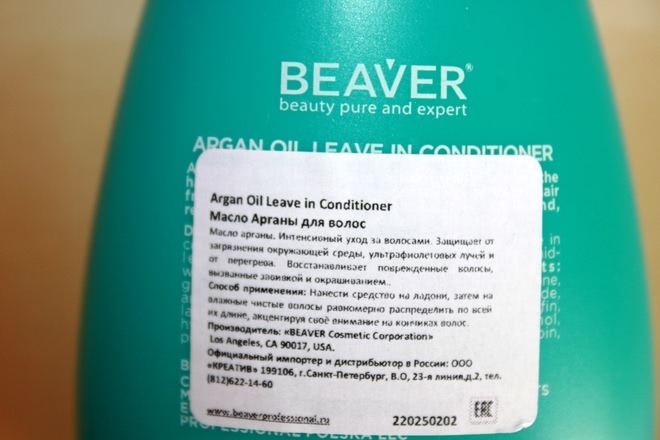 BEAVER®
beauty pure and expert
ARGAN OIL LEAVE IN CONDITIONER
Argan Oil Leave in Conditioner
Масло Арганы для волос
Масло арганы. Интенсивный уход за волосами. Защищает от
загрязнения окружающей среды, ультрафиолетовых лучей и
от перегрева. Восстанавливает поврежденные волосы,
вызванные завивкой и окрашиванием..
Способ применения: Нанести средство на ладони, затем на
влажные чистые волосы равномерно распределить по всей
их длине, акцентируя своё внимание на кончиках волос.
Производитель: «BEAVER Cosmetic Corporation»
Los Angeles, CA 90017, USA.
Официальный импортер и дистрибьютор в России: ООО
«КРЕАТИВ» 199106, г.Санкт-Петербург, В.О, 23-я линия,д.2, тел.
(812)622-14-60
www.beaverprofessional.ru
220250202
EAC
PROFESSIONAL POLSKA LLC